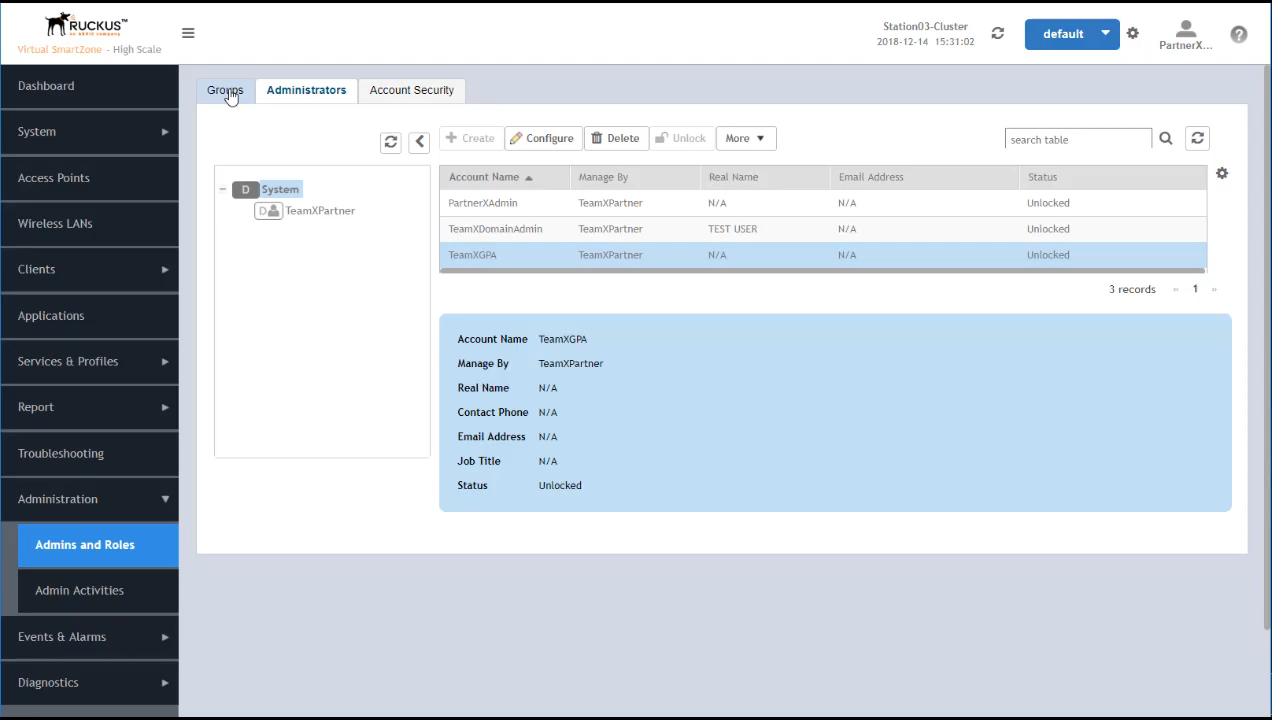 RUCKUS™
an ARRIS company
Virtual SmartZone - High Scale
Station03-Cluster
2018-12-14 15:31:02
default
PartnerX...
?
Dashboard
System
Access Points
Wireless LANs
Clients
Applications
Services & Profiles
Report
Troubleshooting
Administration
Admins and Roles
Admin Activities
Events & Alarms
Diagnostics
Groups Administrators Account Security
D System
D TeamXPartner
+ Create Configure Delete Unlock More
search table
Account Name Manage By Real Name Email Address Status
PartnerXAdmin TeamXPartner N/A N/A Unlocked
TeamXDomainAdmin TeamXPartner TEST USER N/A Unlocked
TeamXGPA TeamXPartner N/A N/A Unlocked
3 records « 1 »
Account Name TeamXGPA
Manage By TeamXPartner
Real Name N/A
Contact Phone N/A
Email Address N/A
Job Title N/A
Status Unlocked